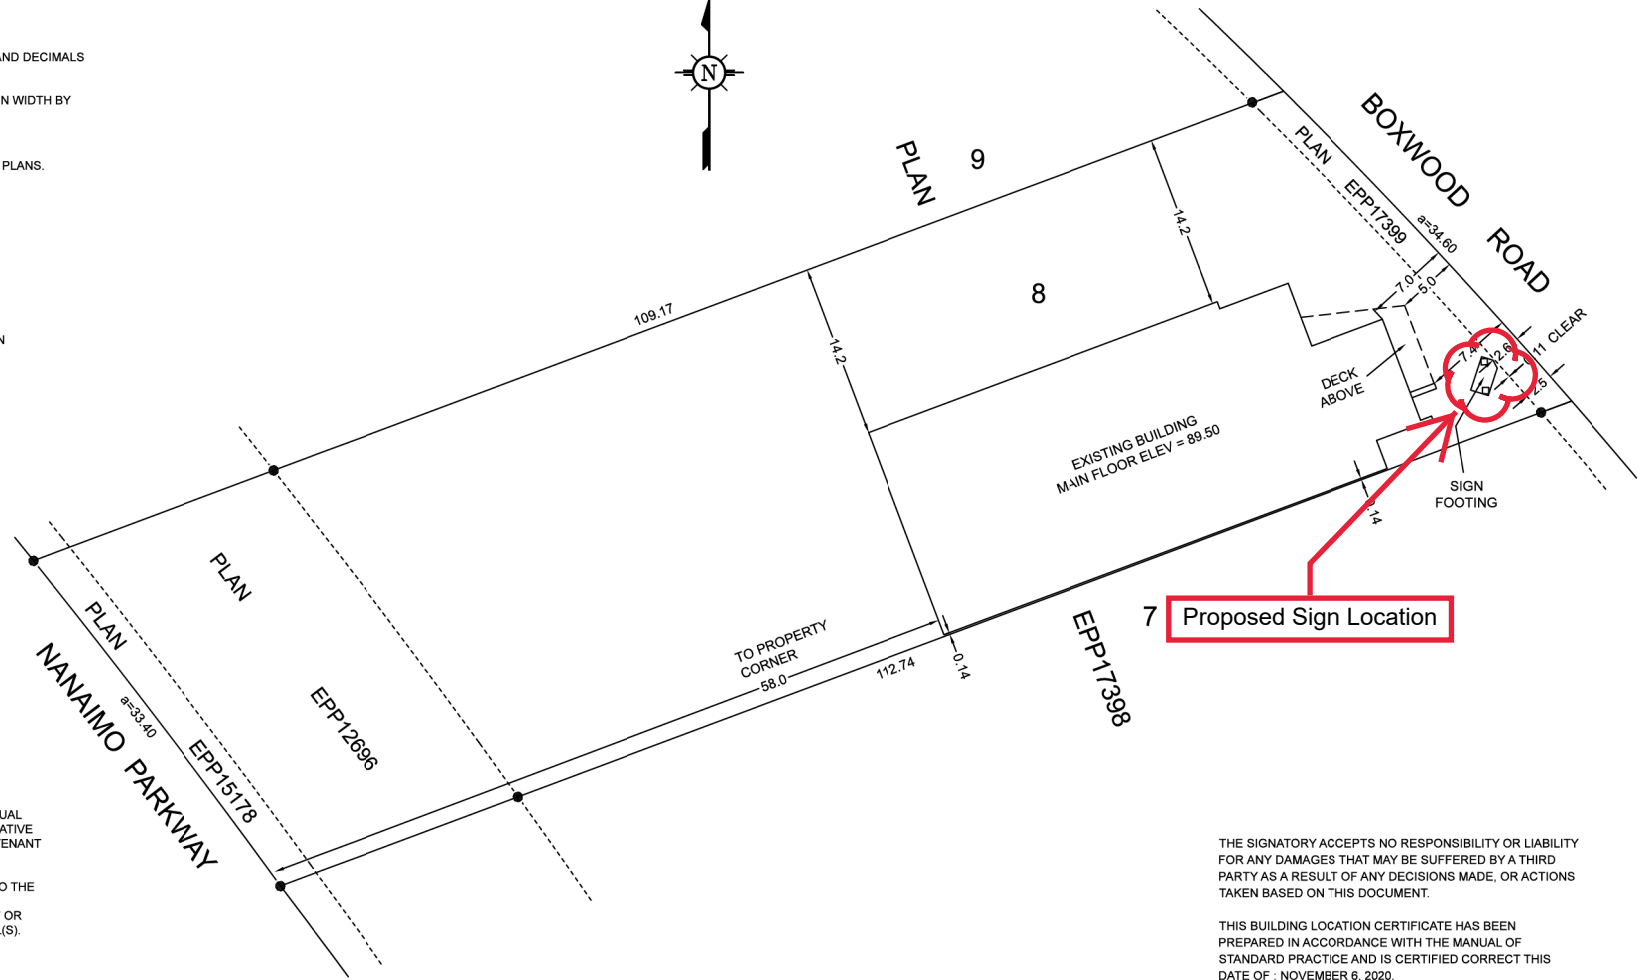 AND DECIMALS
N WIDTH BY
PLANS.
N
N
PLAN
9
BOXWOOD
ROAD
PLAN
EPP17399
a=34.60
14.2
7.0
5.0
8
109.17
14.2
11 CLEAR
7.4
2.6
2.5
DECK
ABOVE
EXISTING BUILDING
MAIN FLOOR ELEV = 89.50
SIGN
FOOTING
.14
7
Proposed Sign Location
EPP17398
PLAN
PLAN
TO PROPERTY
CORNER
58.0
112.74
0.14
NANAIMO PARKWAY
a=33.40
EPP15178
EPP12696
UAL
ATIVE
ENANT
O THE
OR
(S).
THE SIGNATORY ACCEPTS NO RESPONSIBILITY OR LIABILITY
FOR ANY DAMAGES THAT MAY BE SUFFERED BY A THIRD
PARTY AS A RESULT OF ANY DECISIONS MADE, OR ACTIONS
TAKEN BASED ON THIS DOCUMENT.
THIS BUILDING LOCATION CERTIFICATE HAS BEEN
PREPARED IN ACCORDANCE WITH THE MANUAL OF
STANDARD PRACTICE AND IS CERTIFIED CORRECT THIS
DATE OF : NOVEMBER 6, 2020.